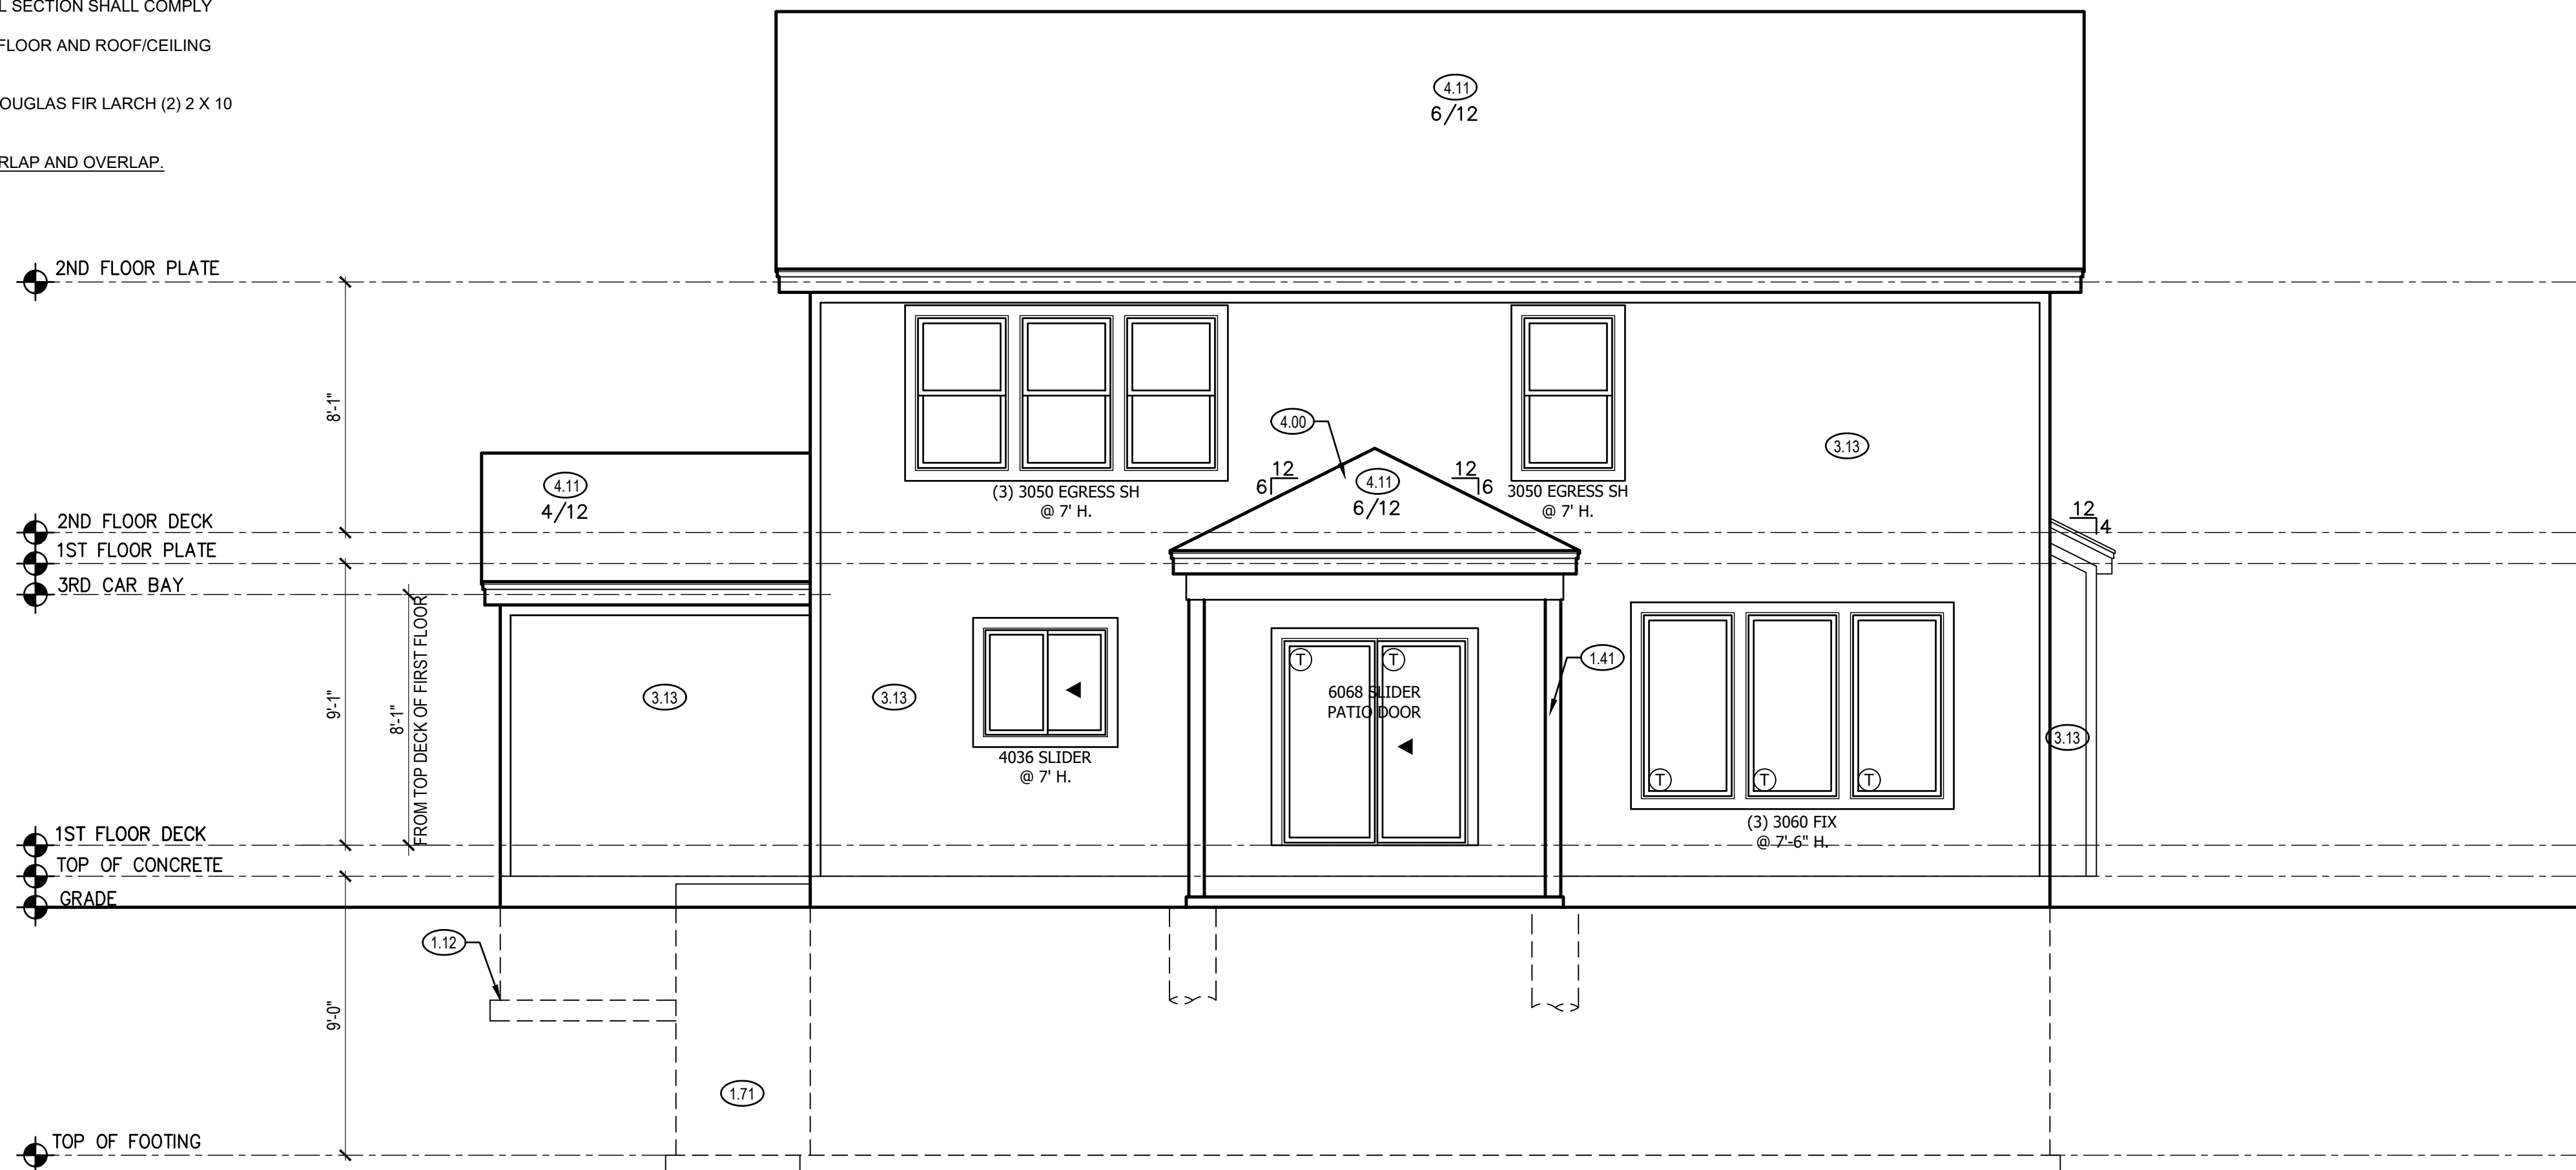 L SECTION SHALL COMPLY
FLOOR AND ROOF/CEILING
OUGLAS FIR LARCH (2) 2 X 10
RLAP AND OVERLAP.
4.11
6/12
2ND FLOOR PLATE
8'-1"
4.00
3.13
4.11
4/12
(3) 3050 EGRESS SH
@ 7' H.
12
6
4.11
6/12
12
6
3050 EGRESS SH
@ 7' H.
12
4
2ND FLOOR DECK
1ST FLOOR PLATE
3RD CAR BAY
9'-1"
8'-1"
FROM TOP DECK OF FIRST FLOOR
3.13
3.13
4036 SLIDER
@ 7' H.
T
T
6068 SLIDER
PATIO DOOR
1.41
T
T
T
(3) 3060 FIX
@ 7'-6" H.
3.13
1ST FLOOR DECK
TOP OF CONCRETE
GRADE
1.12
9'-0"
1.71
TOP OF FOOTING